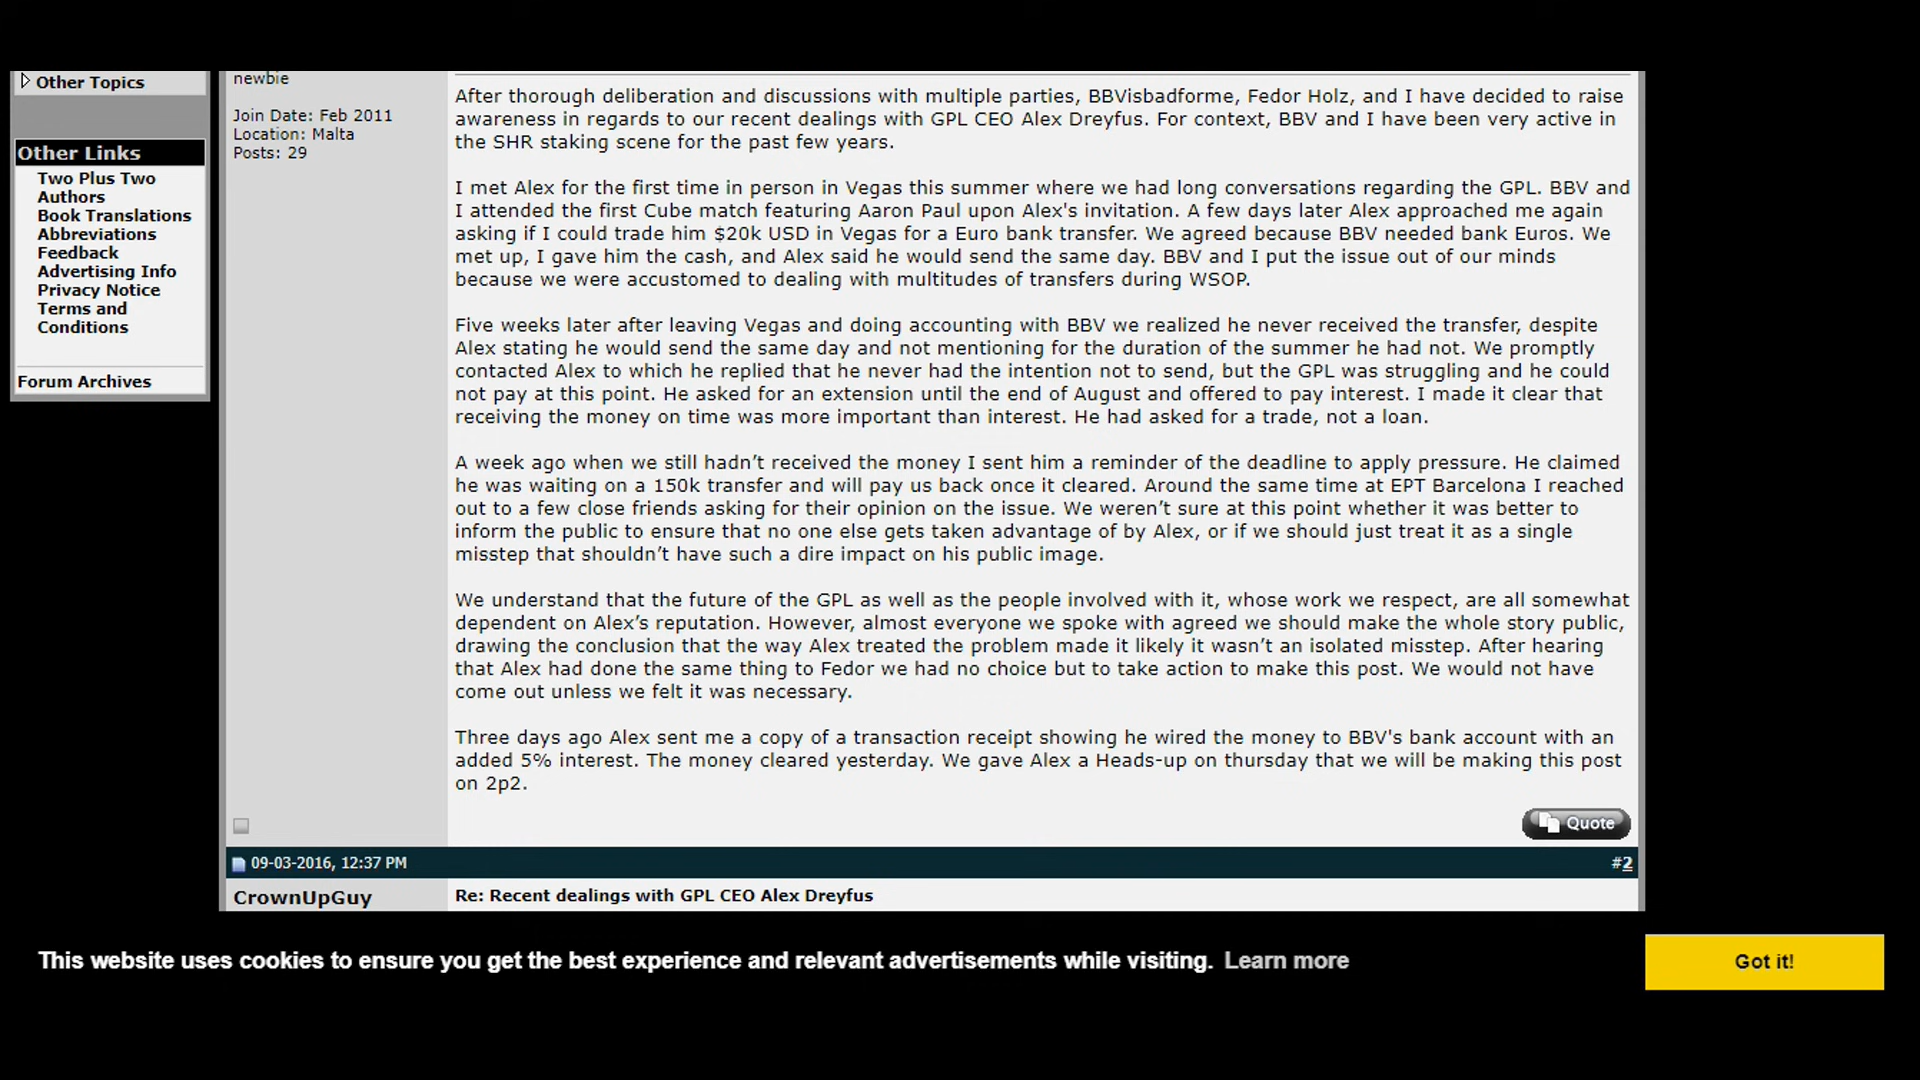 Other Topics
Other Links
Two Plus Two
Authors
Book Translations
Abbreviations
Feedback
Advertising Info
Privacy Notice
Terms and
Conditions
Forum Archives
newbie
Join Date: Feb 2011
Location: Malta
Posts: 29
After thorough deliberation and discussions with multiple parties, BBVisbadforme, Fedor Holz, and I have decided to raise
awareness in regards to our recent dealings with GPL CEO Alex Dreyfus. For context, BBV and I have been very active in
the SHR staking scene for the past few years.
I met Alex for the first time in person in Vegas this summer where we had long conversations regarding the GPL. BBV and
I attended the first Cube match featuring Aaron Paul upon Alex's invitation. A few days later Alex approached me again
asking if I could trade him $20k USD in Vegas for a Euro bank transfer. We agreed because BBV needed bank Euros. We
met up, I gave him the cash, and Alex said he would send the same day. BBV and I put the issue out of our minds
because we were accustomed to dealing with multitudes of transfers during WSOP.
Five weeks later after leaving Vegas and doing accounting with BBV we realized he never received the transfer, despite
Alex stating he would send the same day and not mentioning for the duration of the summer he had not. We promptly
contacted Alex to which he replied that he never had the intention not to send, but the GPL was struggling and he could
not pay at this point. He asked for an extension until the end of August and offered to pay interest. I made it clear that
receiving the money on time was more important than interest. He had asked for a trade, not a loan.
A week ago when we still hadn’t received the money I sent him a reminder of the deadline to apply pressure. He claimed
he was waiting on a 150k transfer and will pay us back once it cleared. Around the same time at EPT Barcelona I reached
out to a few close friends asking for their opinion on the issue. We weren’t sure at this point whether it was better to
inform the public to ensure that no one else gets taken advantage of by Alex, or if we should just treat it as a single
misstep that shouldn’t have such a dire impact on his public image.
We understand that the future of the GPL as well as the people involved with it, whose work we respect, are all somewhat
dependent on Alex’s reputation. However, almost everyone we spoke with agreed we should make the whole story public,
drawing the conclusion that the way Alex treated the problem made it likely it wasn’t an isolated misstep. After hearing
that Alex had done the same thing to Fedor we had no choice but to take action to make this post. We would not have
come out unless we felt it was necessary.
Three days ago Alex sent me a copy of a transaction receipt showing he wired the money to BBV's bank account with an
added 5% interest. The money cleared yesterday. We gave Alex a Heads-up on thursday that we will be making this post
on 2p2.
Quote
09-03-2016, 12:37 PM #2
CrownUpGuy
Re: Recent dealings with GPL CEO Alex Dreyfus
This website uses cookies to ensure you get the best experience and relevant advertisements while visiting. Learn more
Got it!